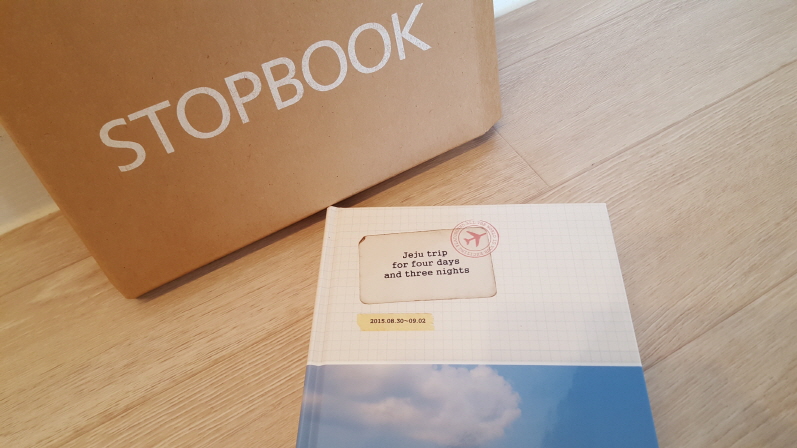 STOPBOOK
Jeju trip
for four days
and three nights
2015.08.30~09.02